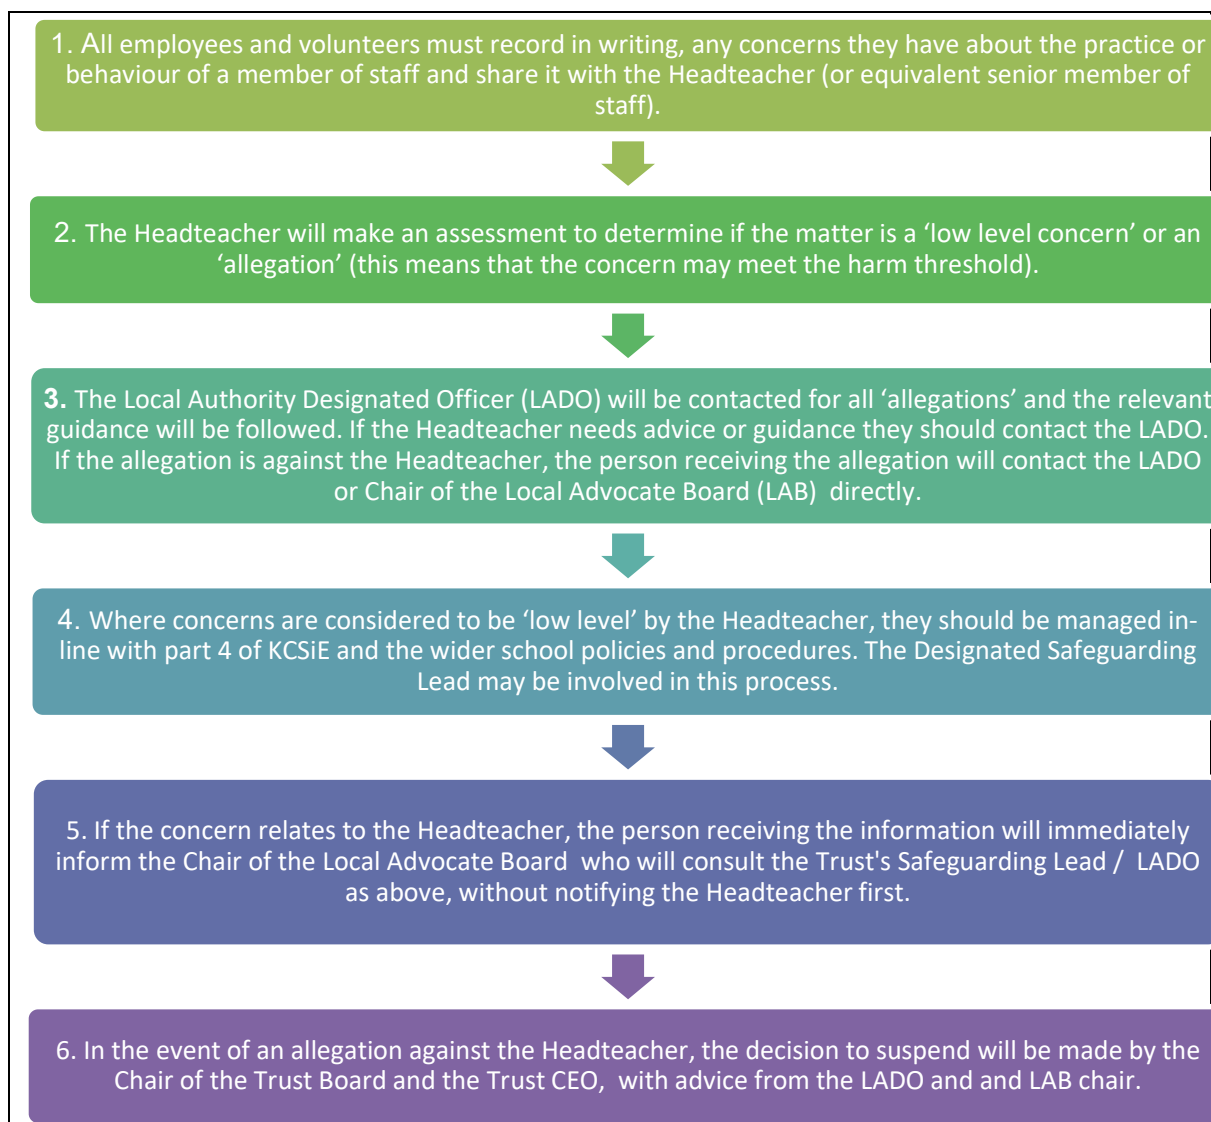 1. All employees and volunteers must record in writing, any concerns they have about the practice or
behaviour of a member of staff and share it with the Headteacher (or equivalent senior member of
staff).
2. The Headteacher will make an assessment to determine if the matter is a ‘low level concern’ or an
‘allegation’ (this means that the concern may meet the harm threshold).
3. The Local Authority Designated Officer (LADO) will be contacted for all ‘allegations’ and the relevant
guidance will be followed. If the Headteacher needs advice or guidance they should contact the LADO.
If the allegation is against the Headteacher, the person receiving the allegation will contact the LADO
or Chair of the Local Advocate Board (LAB) directly.
4. Where concerns are considered to be ‘low level’ by the Headteacher, they should be managed in-
line with part 4 of KCSiE and the wider school policies and procedures. The Designated Safeguarding
Lead may be involved in this process.
5. If the concern relates to the Headteacher, the person receiving the information will immediately
inform the Chair of the Local Advocate Board who will consult the Trust's Safeguarding Lead / LADO
as above, without notifying the Headteacher first.
6. In the event of an allegation against the Headteacher, the decision to suspend will be made by the
Chair of the Trust Board and the Trust CEO, with advice from the LADO and and LAB chair.